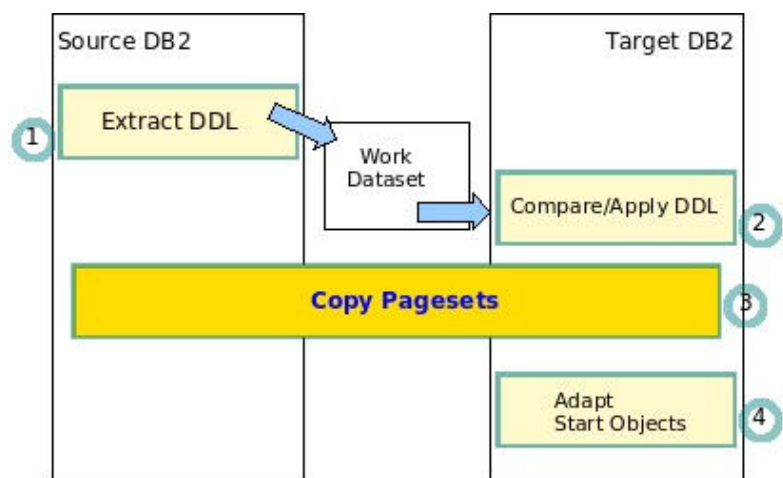 Source DB2
Target DB2
1
Extract DDL
Work
Dataset
Compare/Apply DDL
2
Copy Pagesets
3
Adapt
Start Objects
4